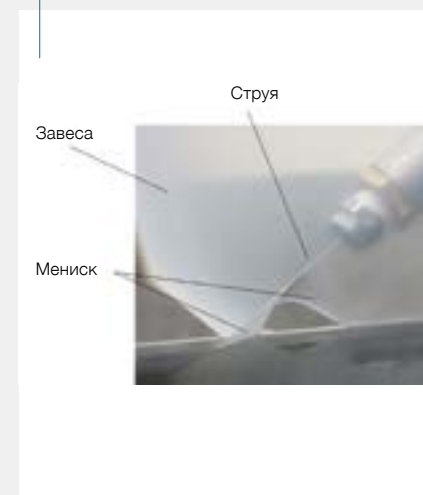 Струя
Завеса
Мениск